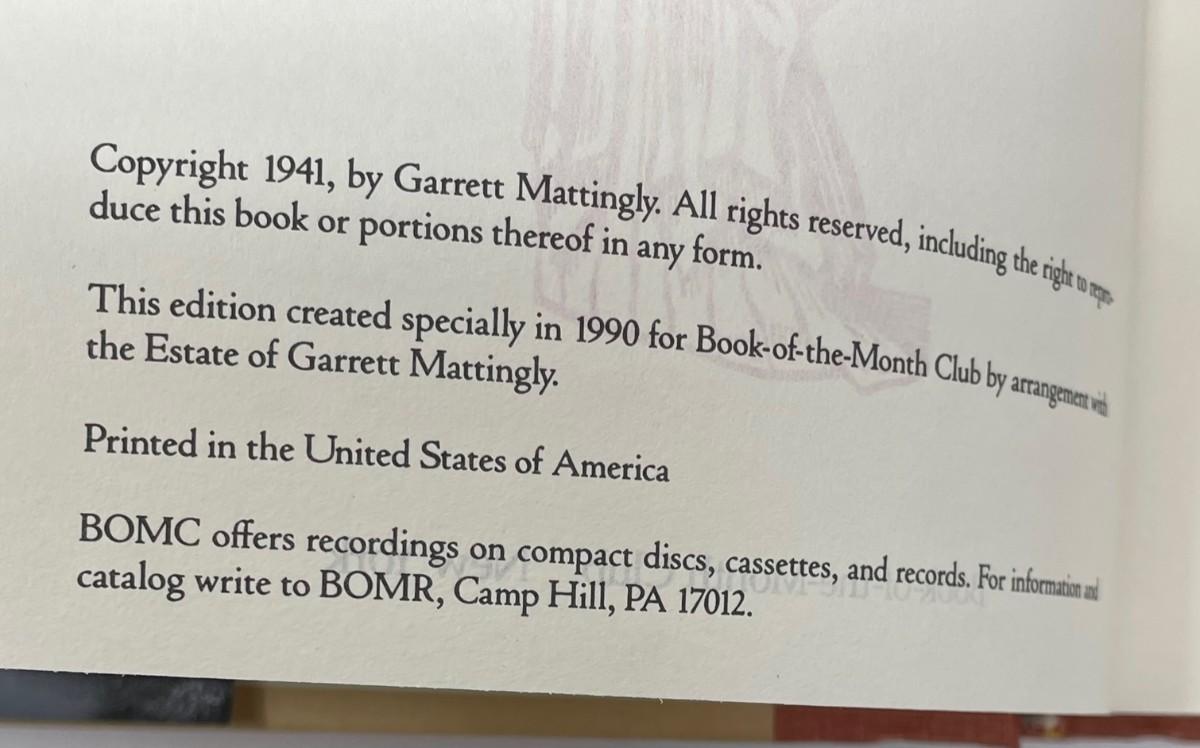 Copyright 1941, by Garrett Mattingly. All rights reserved, including the right to repro-
duce this book or portions thereof in any form.
This edition created specially in 1990 for Book-of-the-Month Club by arrangement with
the Estate of Garrett Mattingly.
Printed in the United States of America
BOMC offers recordings on compact discs, cassettes, and records. For information and
catalog write to BOMR, Camp Hill, PA 17012.